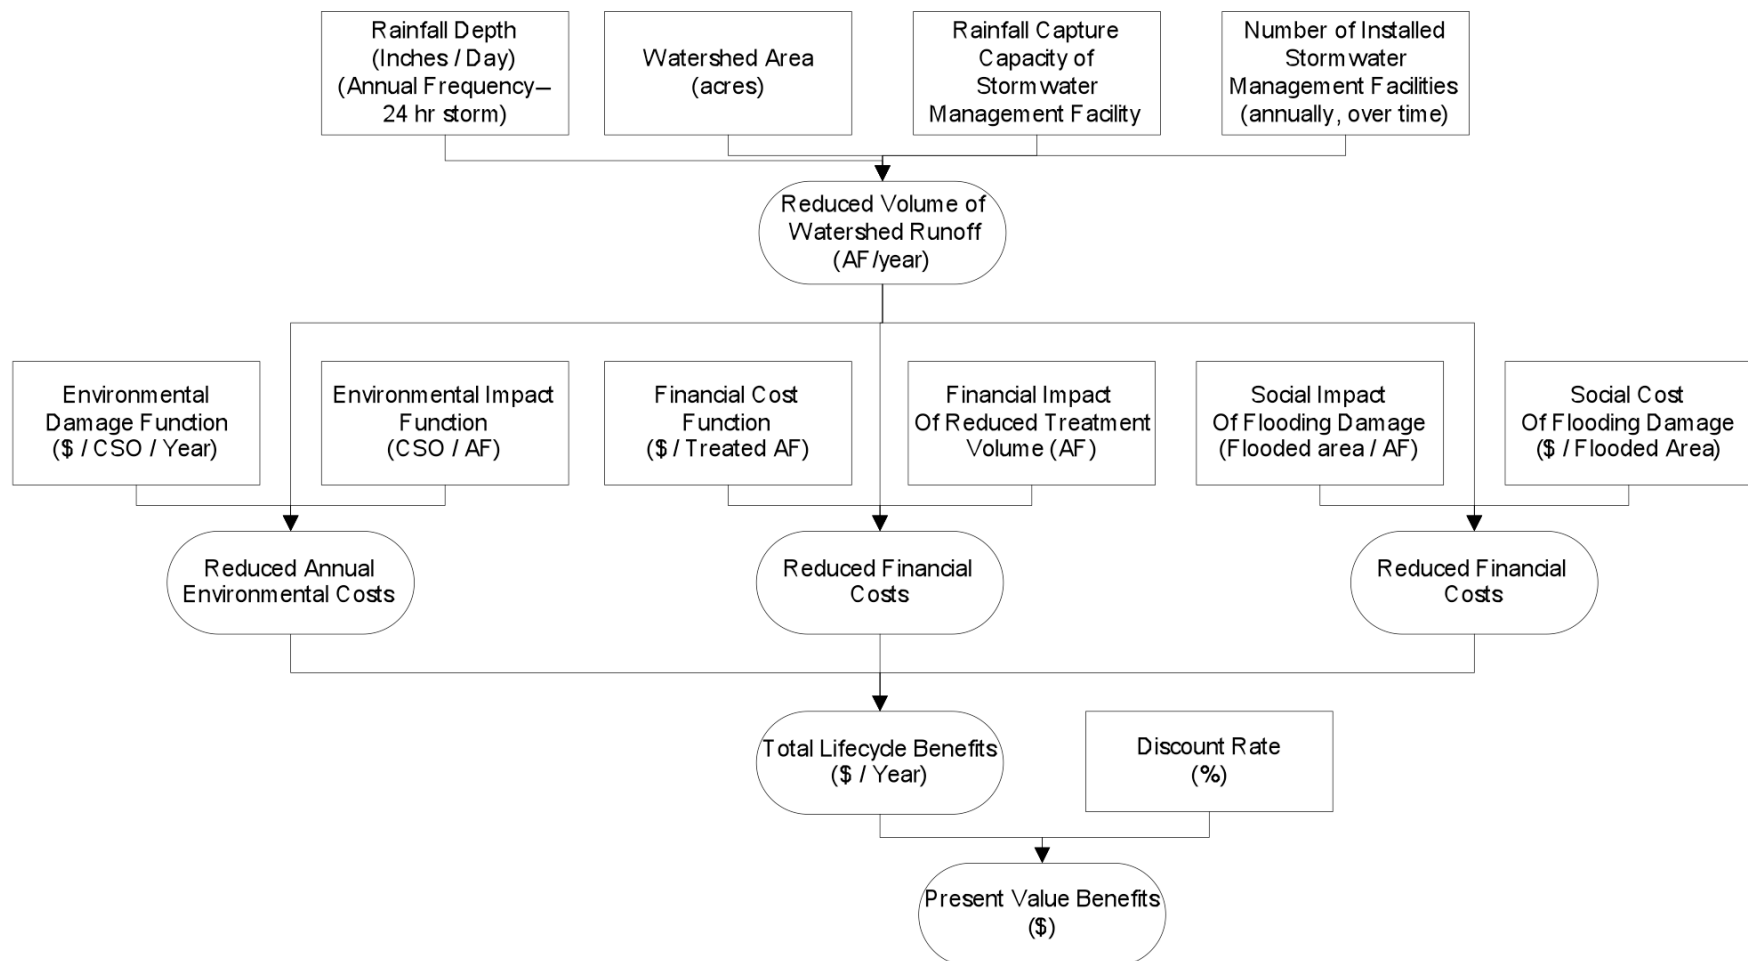 Rainfall Depth
(Inches / Day)
(Annual Frequency—
24 hr storm)
Watershed Area
(acres)
Rainfall Capture
Capacity of
Stormwater
Management Facility
Number of Installed
Stormwater
Management Facilities
(annually, over time)
Reduced Volume of
Watershed Runoff
(AF/year)
Environmental
Damage Function
($ / CSO / Year)
Environmental Impact
Function
(CSO / AF)
Financial Cost
Function
($ / Treated AF)
Financial Impact
Of Reduced Treatment
Volume (AF)
Social Impact
Of Flooding Damage
(Flooded area / AF)
Social Cost
Of Flooding Damage
($ / Flooded Area)
Reduced Annual
Environmental Costs
Reduced Financial
Costs
Reduced Financial
Costs
Total Lifecycle Benefits
($ / Year)
Discount Rate
(%)
Present Value Benefits
($)